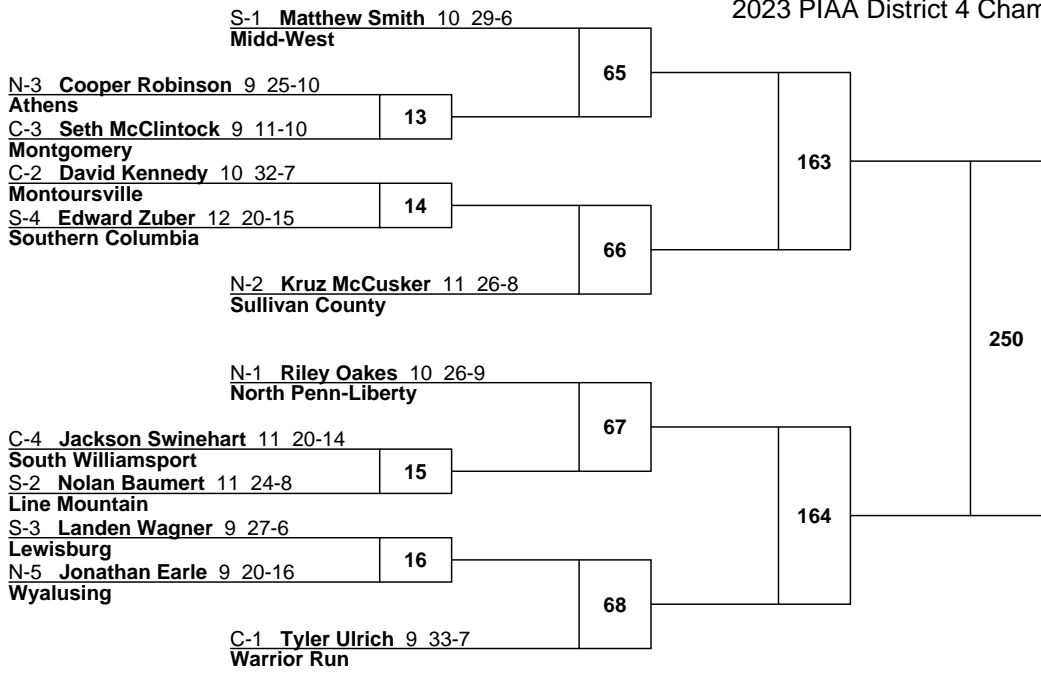 2023 PIAA District 4 Cham
S-1 Matthew Smith 10 29-6
Midd-West
65
N-3 Cooper Robinson 9 25-10
Athens
13
C-3 Seth McClintock 9 11-10
Montgomery
163
C-2 David Kennedy 10 32-7
Montoursville
14
S-4 Edward Zuber 12 20-15
Southern Columbia
66
N-2 Kruz McCusker 11 26-8
Sullivan County
250
N-1 Riley Oakes 10 26-9
North Penn-Liberty
67
C-4 Jackson Swinehart 11 20-14
South Williamsport
15
S-2 Nolan Baumert 11 24-8
Line Mountain
164
S-3 Landen Wagner 9 27-6
Lewisburg
16
N-5 Jonathan Earle 9 20-16
Wyalusing
68
C-1 Tyler Ulrich 9 33-7
Warrior Run